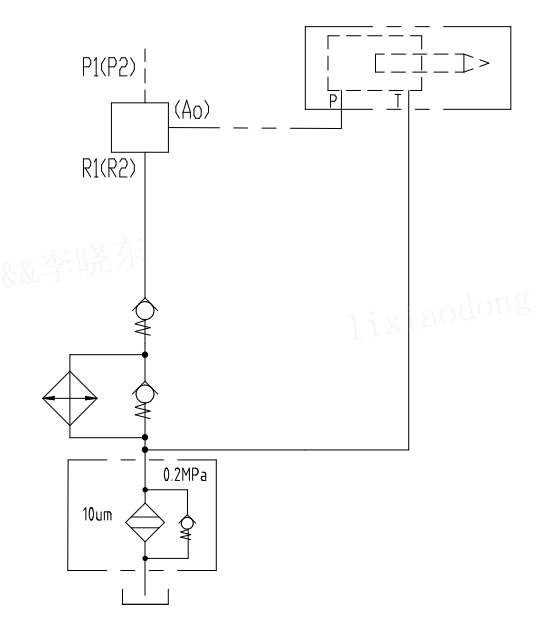 P1(P2)
P
T
(Ao)
R1(R2)
&&李晓东
lixiaodong
0.2MPa
10um